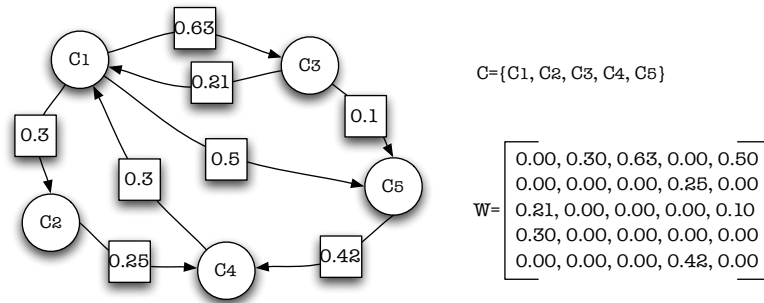 0.63
C1
C3
0.21
C={C1, C2, C3, C4, C5}
0.1
0.3
0.5
0.3
C5
C2
0.25
C4
0.42
W=
0.00, 0.30, 0.63, 0.00, 0.50
0.00, 0.00, 0.00, 0.25, 0.00
0.21, 0.00, 0.00, 0.00, 0.10
0.30, 0.00, 0.00, 0.00, 0.00
0.00, 0.00, 0.00, 0.42, 0.00